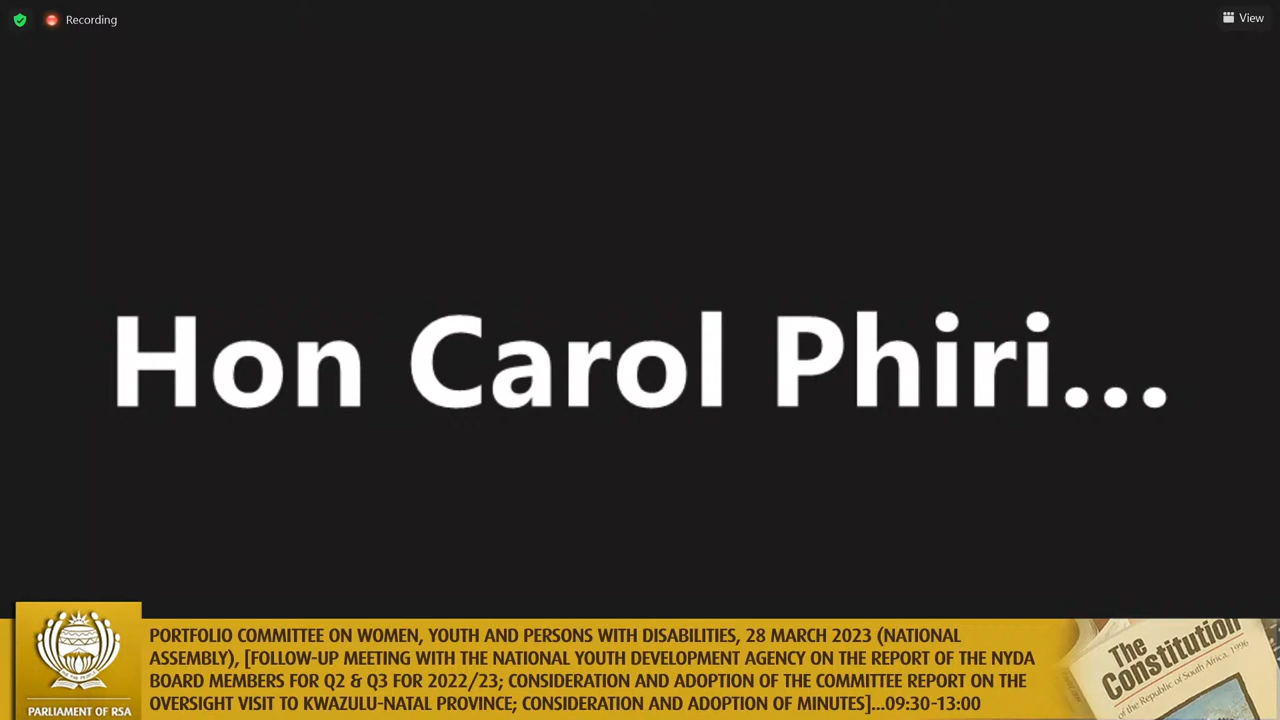 Recording
View
Hon Carol Phiri...
PORTFOLIO COMMITTEE ON WOMEN, YOUTH AND PERSONS WITH DISABILITIES, 28 MARCH 2023 (NATIONAL
ASSEMBLY), [FOLLOW-UP MEETING WITH THE NATIONAL YOUTH DEVELOPMENT AGENCY ON THE REPORT OF THE NYDA
BOARD MEMBERS FOR Q2 & Q3 FOR 2022/23; CONSIDERATION AND ADOPTION OF THE COMMITTEE REPORT ON THE
OVERSIGHT VISIT TO KWAZULU-NATAL PROVINCE; CONSIDERATION AND ADOPTION OF MINUTES]...09:30-13:00
PARLIAMENT OF RSA
The
Constitution
of the Republic of South Africa, 1996